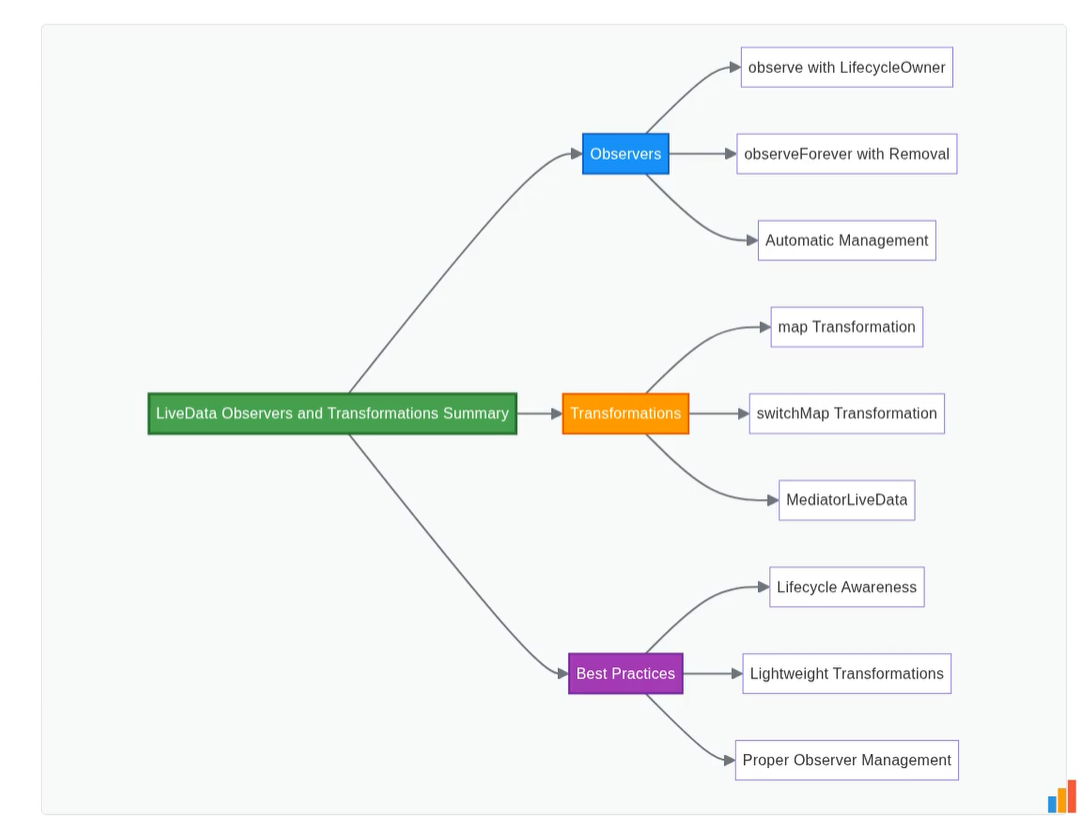 LiveData Observers and Transformations Summary
Observers
observe with LifecycleOwner
observeForever with Removal
Automatic Management
Transformations
map Transformation
switchMap Transformation
MediatorLiveData
Best Practices
Lifecycle Awareness
Lightweight Transformations
Proper Observer Management